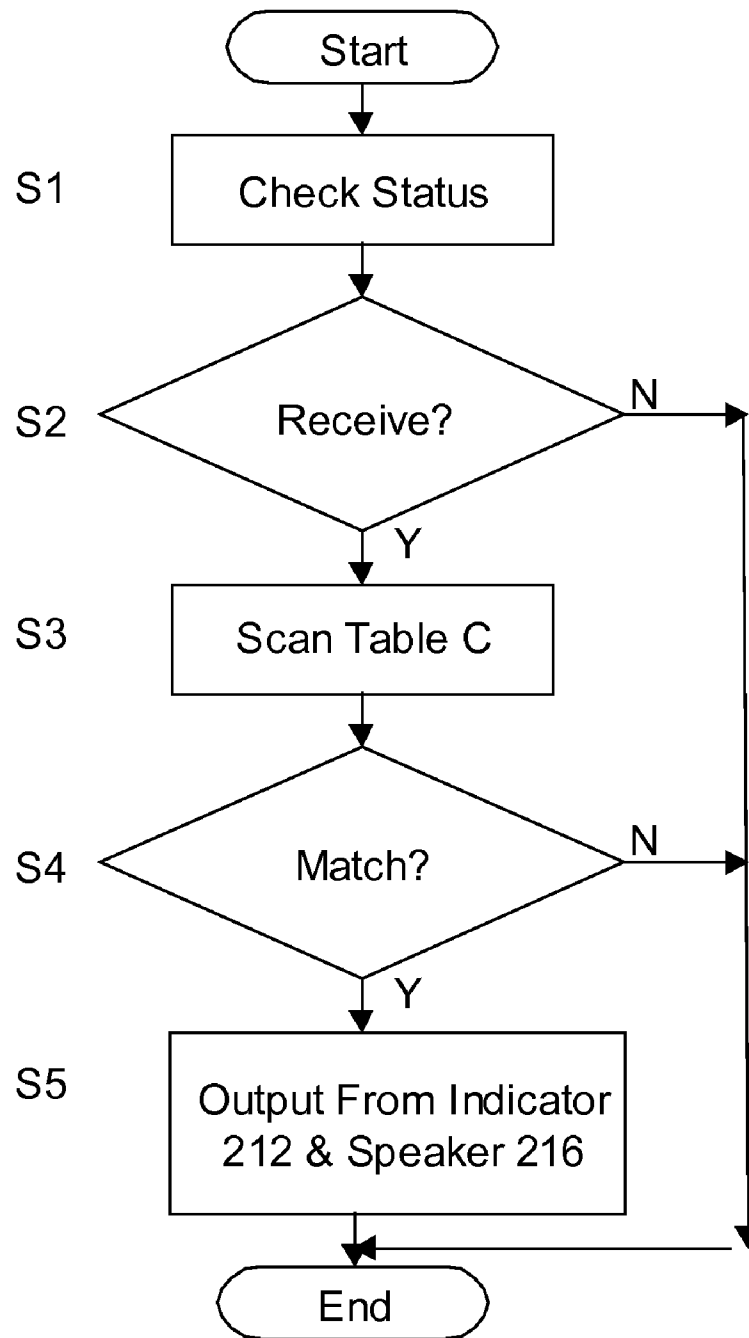 Start
S1
Check Status
S2
Receive?
N
Y
S3
Scan Table C
S4
Match?
N
Y
S5
Output From Indicator
212 & Speaker 216
End